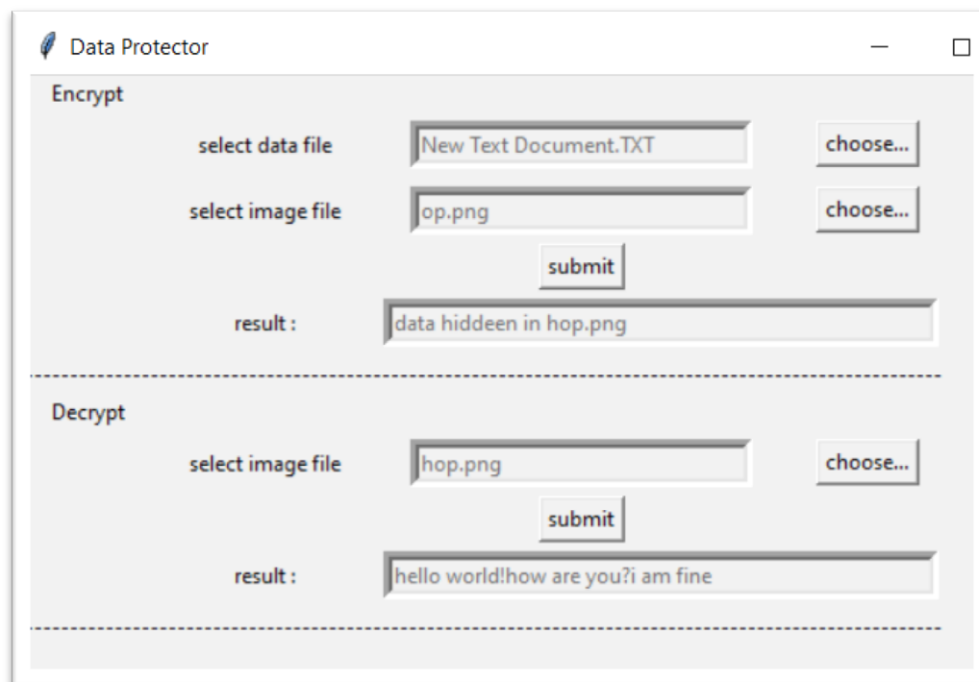 Data Protector
Encrypt
select data file New Text Document.TXT choose...
select image file op.png choose...
submit
result : data hiddeen in hop.png
Decrypt
select image file hop.png choose...
submit
result : hello world!how are you?i am fine